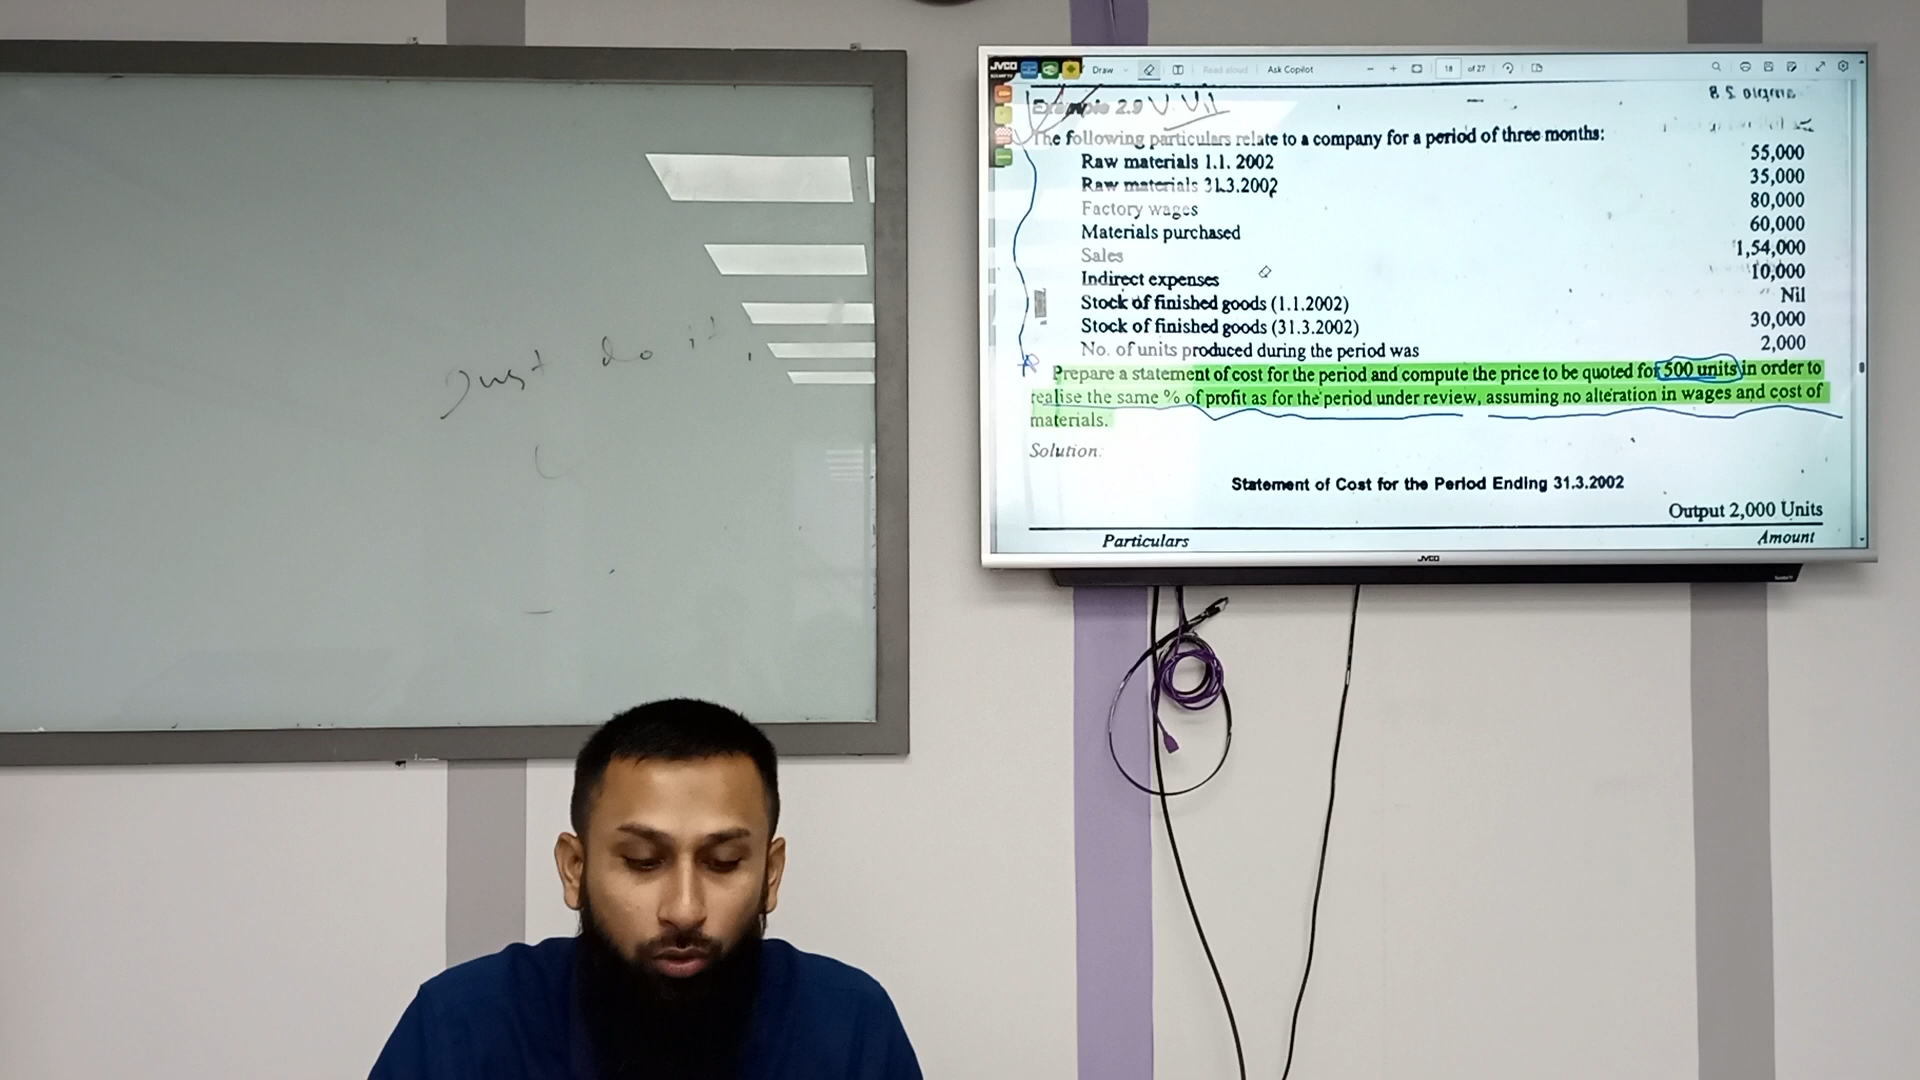 Just do it.
JVCO
Draw
Read aloud
Ask Copilot
18 of 27
Example 2.9 V. V. i
The following particulars relate to a company for a period of three months:
Raw materials 1.1. 2002 55,000
Raw materials 31.3.2002 35,000
Factory wages 80,000
Materials purchased 60,000
Sales 1,54,000
Indirect expenses 10,000
Stock of finished goods (1.1.2002) Nil
Stock of finished goods (31.3.2002) 30,000
No. of units produced during the period was 2,000
Prepare a statement of cost for the period and compute the price to be quoted for 500 units in order to
realise the same % of profit as for the period under review, assuming no alteration in wages and cost of
materials.
Solution:
Statement of Cost for the Period Ending 31.3.2002
Output 2,000 Units
Particulars Amount
JVCO